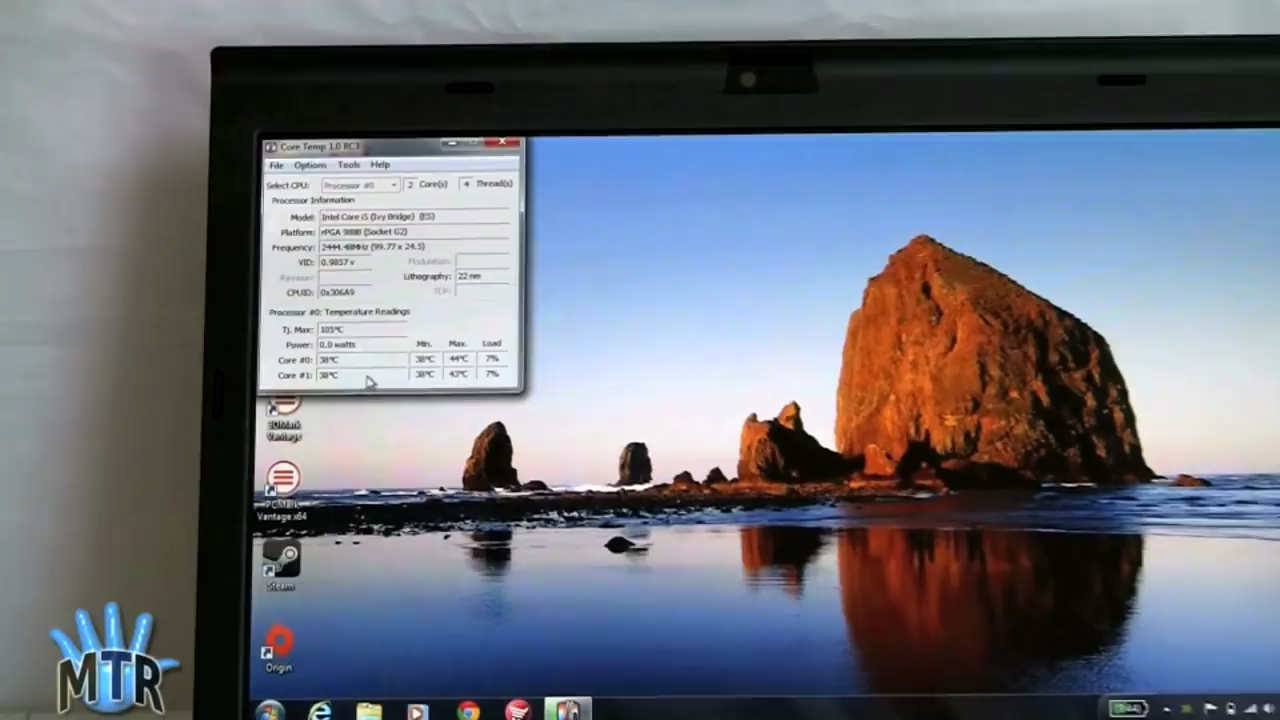 Core Temp 1.0 RC3
File Options Tools Help
Select CPU: Processor #0 2 Core(s) 4 Thread(s)
Processor Information
Model: Intel Core i5 (Ivy Bridge) (ES)
Platform: rPGA 988B (Socket G2)
Frequency: 2444.48MHz (99.77 x 24.5)
VID: 0.9857 v Modulation:
Revision: Lithography: 22 nm
CPUID: 0x306A9 TDP:
Processor #0: Temperature Readings
Tj. Max: 105°C
Power: 0.0 watts Min. Max. Load
Core #0: 38°C 38°C 44°C 7%
Core #1: 38°C 38°C 43°C 7%
3DMark
Vantage
PCMark
Vantage x64
Steam
Origin
MTR